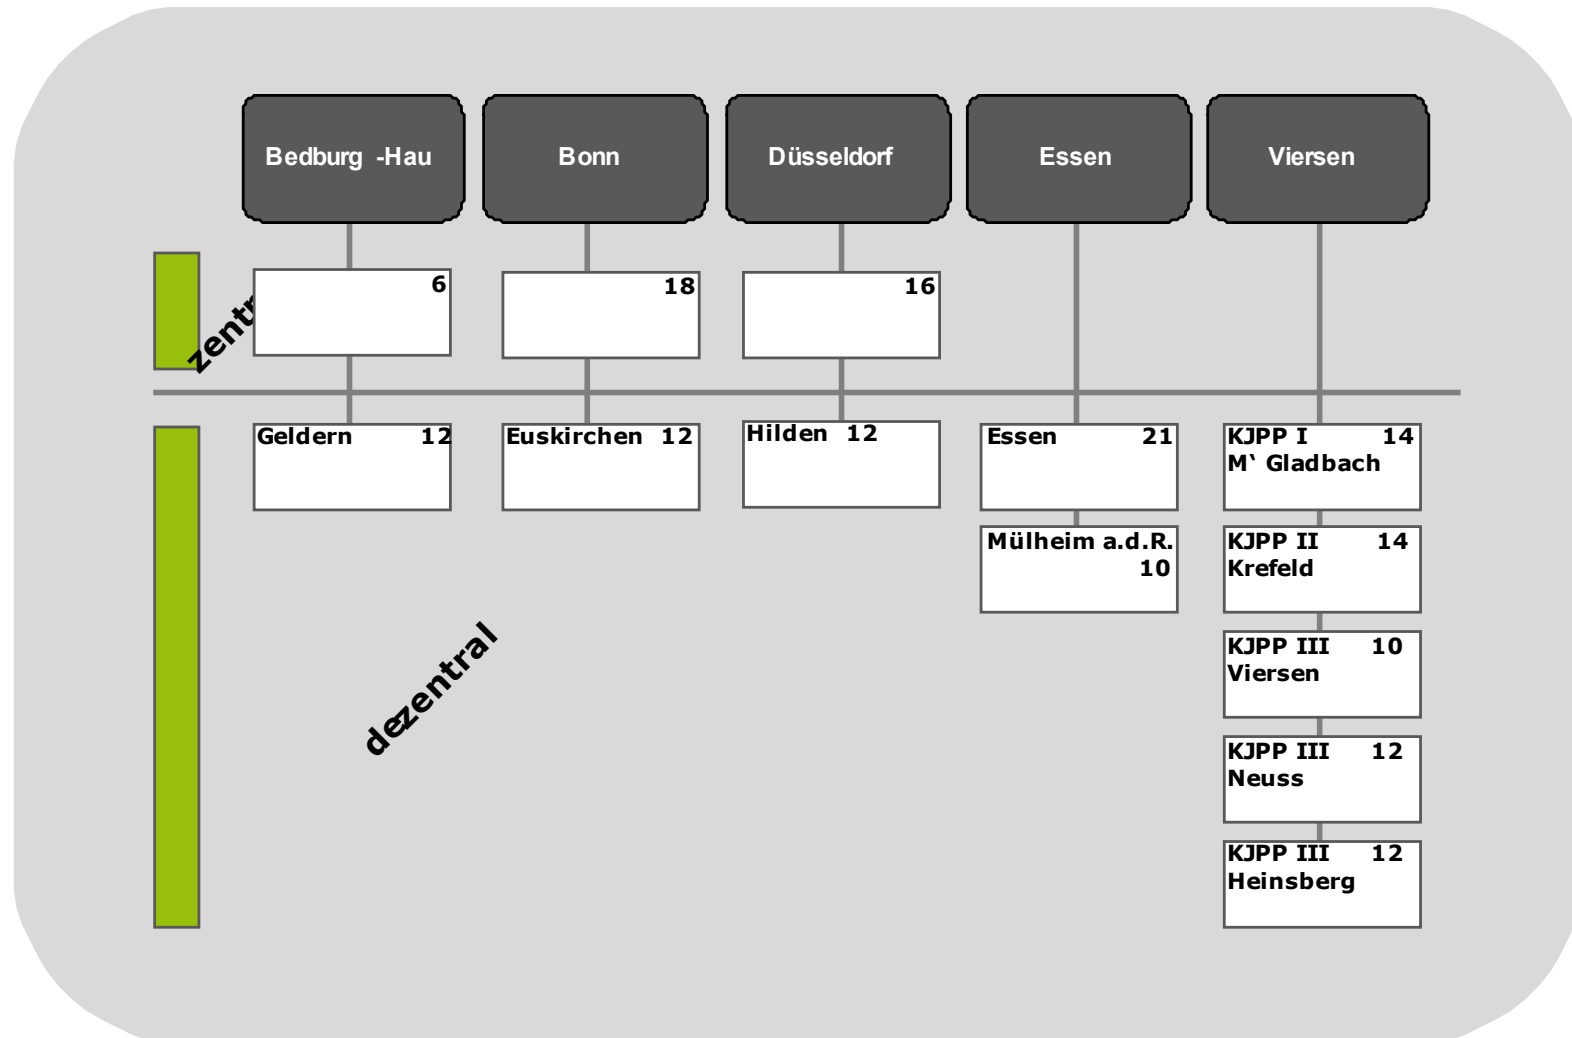 Bedburg -Hau
Bonn
Düsseldorf
Essen
Viersen
6
18
16
Geldern 12
Euskirchen 12
Hilden 12
Essen 21
KJPP I 14
M‘ Gladbach
Mülheim a.d.R.
10
KJPP II 14
Krefeld
KJPP III 10
Viersen
KJPP III 12
Neuss
KJPP III 12
Heinsberg
dezentral